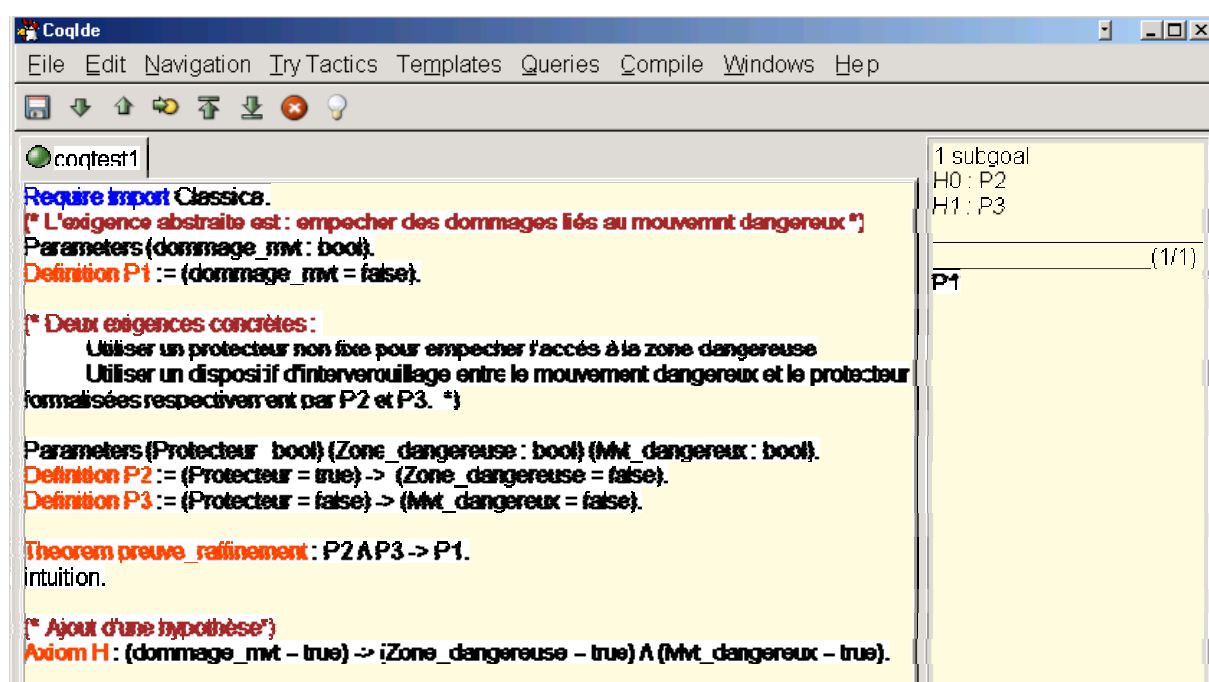 CoqIde
File Edit Navigation Try Tactics Templates Queries Compile Windows Help
coqtest1
Require Import Classical.
(* L'exigence abstraite est : empecher des dommages liés au mouvemnt dangereux *)
Parameters (dommage_mvt : bool).
Definition P1 := (dommage_mvt = false).
(* Deux exigences concrètes :
Utiliser un protecteur non fixe pour empecher l'accés à la zone dangereuse
Utiliser un dispositif d'interverouillage entre le mouvement dangereux et le protecteur
formalisées respectivement par P2 et P3. *)
Parameters (Protecteur : bool) (Zone_dangereuse : bool) (Mvt_dangereux : bool).
Definition P2 := (Protecteur = true) -> (Zone_dangereuse = false).
Definition P3 := (Protecteur = false) -> (Mvt_dangereux = false).
Theorem preuve_raffinement : P2 /\ P3 -> P1.
intuition.
(* Ajout d'une hypothèse*)
Axiom H : (dommage_mvt = true) -> (Zone_dangereuse = true) /\ (Mvt_dangereux = true).
1 subgoal
H0 : P2
H1 : P3
(1/1)
P1